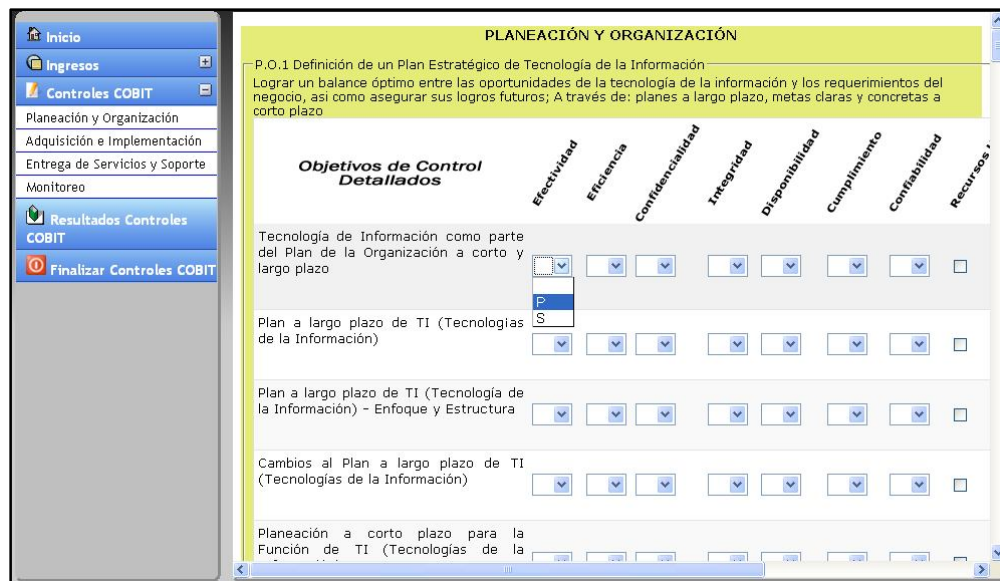 Inicio
Ingresos
Controles COBIT
Planeación y Organización
Adquisición e Implementación
Entrega de Servicios y Soporte
Monitoreo
Resultados Controles
COBIT
Finalizar Controles COBIT
PLANEACIÓN Y ORGANIZACIÓN
P.O.1 Definición de un Plan Estratégico de Tecnología de la Información
Lograr un balance óptimo entre las oportunidades de la tecnología de la información y los requerimientos del
negocio, asi como asegurar sus logros futuros; A través de: planes a largo plazo, metas claras y concretas a
corto plazo
Objetivos de Control
Detallados
Efectividad
Eficiencia
Confidencialidad
Integridad
Disponibilidad
Cumplimiento
Confiabilidad
Recursos
Tecnología de Información como parte
del Plan de la Organización a corto y
largo plazo
P
S
Plan a largo plazo de TI (Tecnologias
de la Información)
Plan a largo plazo de TI (Tecnología de
la Información) - Enfoque y Estructura
Cambios al Plan a largo plazo de TI
(Tecnologías de la Información)
Planeación a corto plazo para la
Función de TI (Tecnologías de la